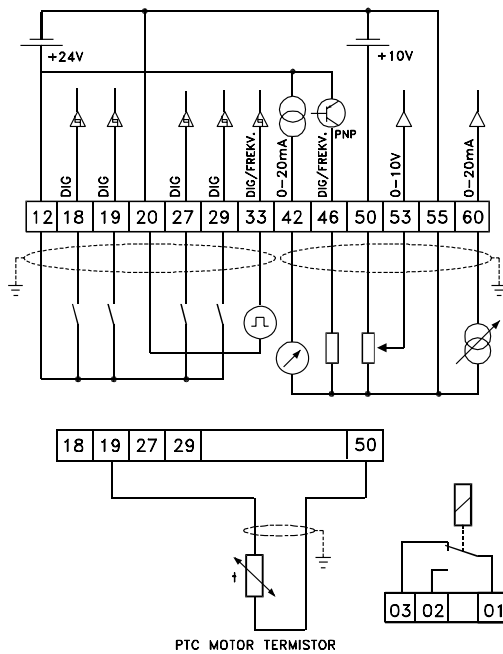 +24V
+10V
DIG
DIG
DIG
DIG
DIG/FREKV.
0-20mA
DIG/FREKV.
PNP
0-10V
0-20mA
12 18 19 20 27 29 33 42 46 50 53 55 60
18 19 27 29 50
t
03 02 01
PTC MOTOR TERMISTOR